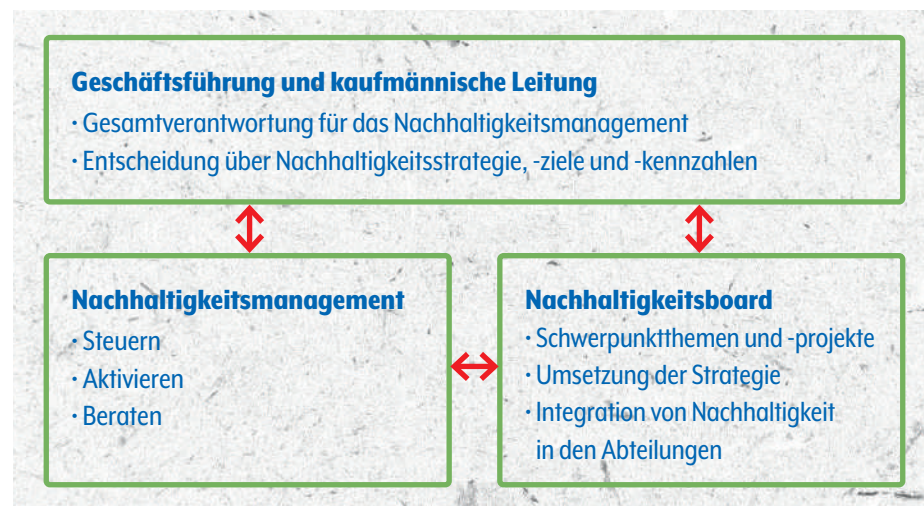 Geschäftsführung und kaufmännische Leitung
· Gesamtverantwortung für das Nachhaltigkeitsmanagement
· Entscheidung über Nachhaltigkeitsstrategie, -ziele und -kennzahlen
Nachhaltigkeitsmanagement
· Steuern
· Aktivieren
· Beraten
Nachhaltigkeitsboard
· Schwerpunktthemen und -projekte
· Umsetzung der Strategie
· Integration von Nachhaltigkeit
in den Abteilungen